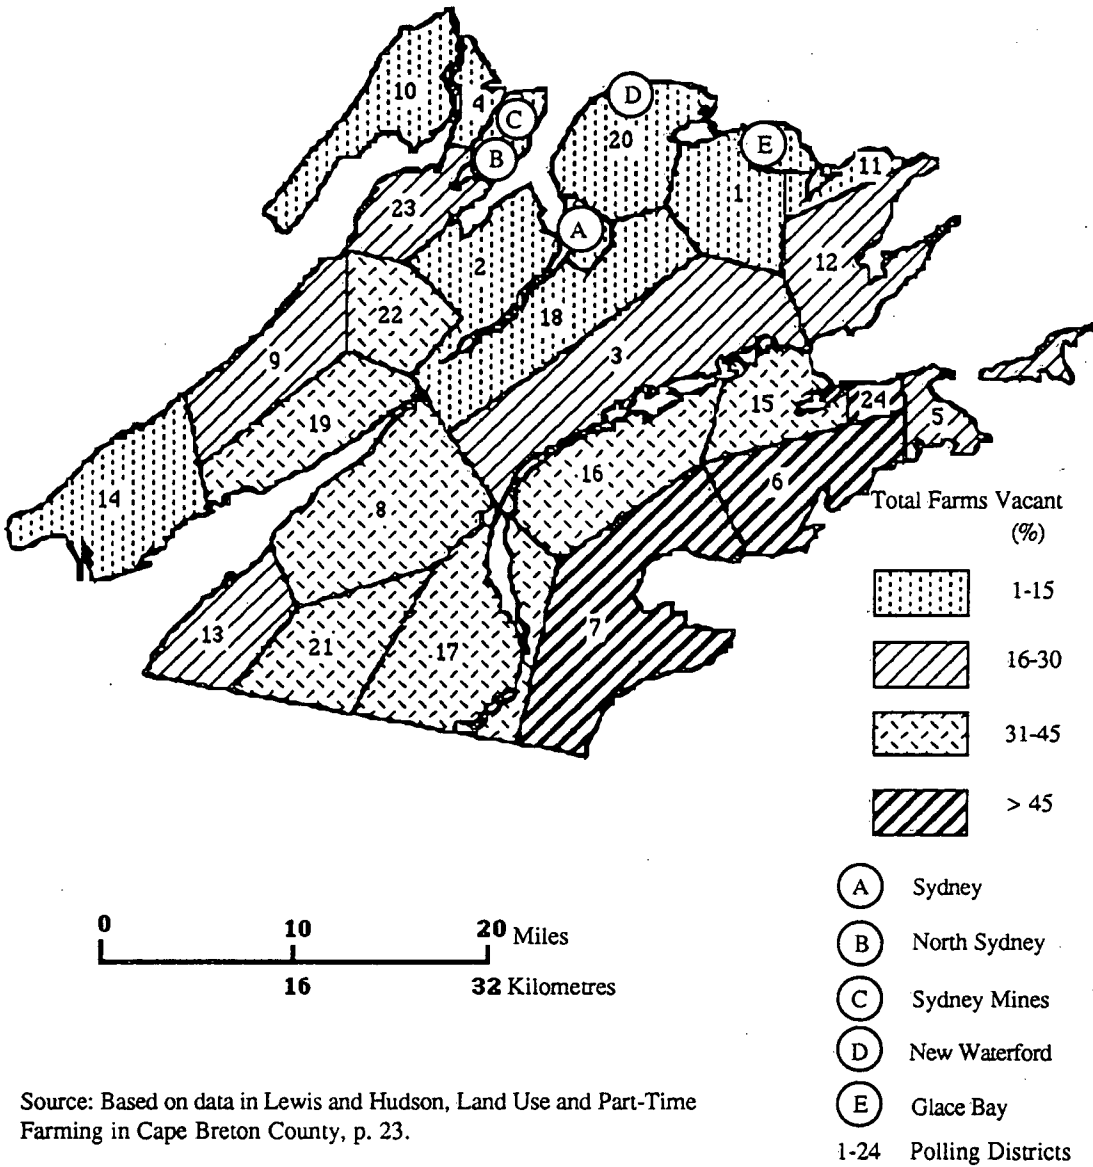 10
4
C
D
B
20
E
11
1
23
A
12
2
22
18
9
3
19
15
24
5
14
16
8
6
Total Farms Vacant
(%)
1-15
13
21
17
7
16-30
31-45
> 45
A Sydney
0 10 20 Miles
B North Sydney
16 32 Kilometres
C Sydney Mines
D New Waterford
Source: Based on data in Lewis and Hudson, Land Use and Part-Time
Farming in Cape Breton County, p. 23.
E Glace Bay
1-24 Polling Districts